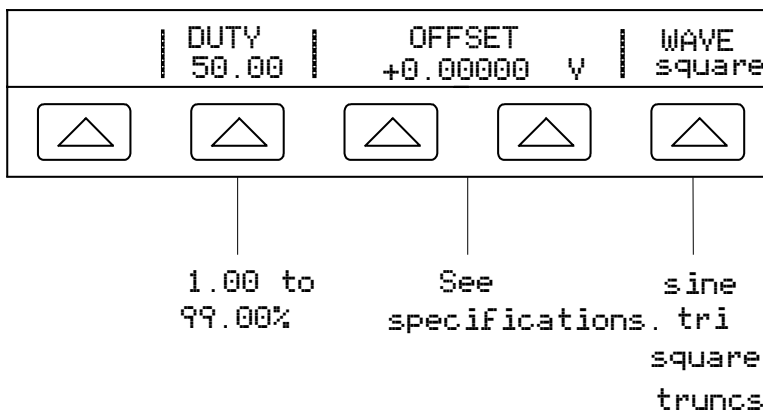 DUTY OFFSET WAVE
50.00 +0.00000 V square
1.00 to See sine
99.00% specifications. tri
square
truncs